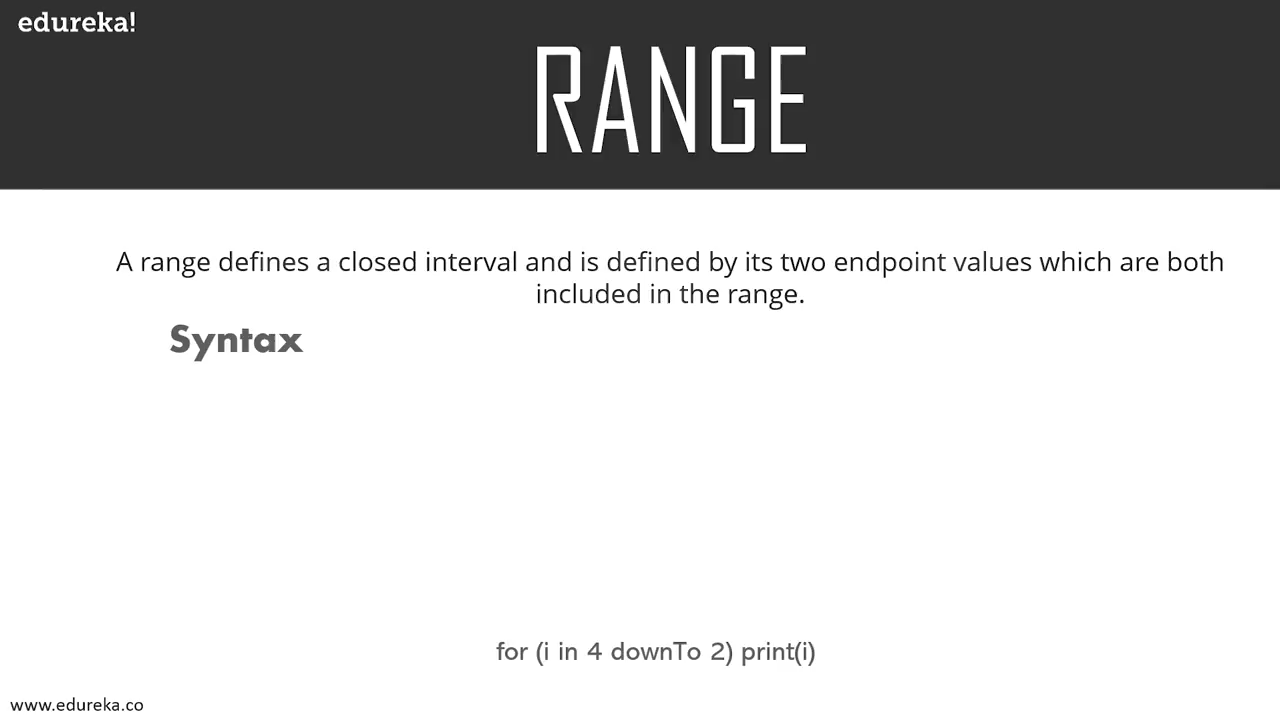 edureka!
RANGE
A range defines a closed interval and is defined by its two endpoint values which are both
included in the range.
Syntax
for (i in 4 downTo 2) print(i)
www.edureka.co